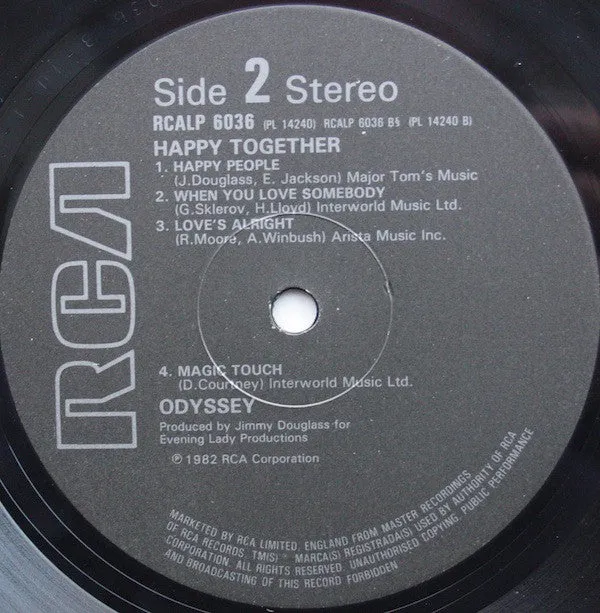 Side 2 Stereo
RCALP 6036 (PL 14240) RCALP 6036 B§ (PL 14240 B)
HAPPY TOGETHER
1. HAPPY PEOPLE
(J.Douglass, E. Jackson) Major Tom's Music
2. WHEN YOU LOVE SOMEBODY
(G.Sklerov, H.Lloyd) Interworld Music Ltd.
3. LOVE'S ALRIGHT
(R.Moore, A.Winbush) Arista Music Inc.
RCA
4. MAGIC TOUCH
(D.Courtney) Interworld Music Ltd.
ODYSSEY
Produced by Jimmy Douglass for
Evening Lady Productions
℗ 1982 RCA Corporation
MARKETED BY RCA LIMITED, ENGLAND FROM MASTER RECORDINGS
OF RCA RECORDS. TM(S) ® MARCA(S) REGISTRADA(S) USED BY AUTHORITY OF RCA
CORPORATION. ALL RIGHTS RESERVED. UNAUTHORISED COPYING, PUBLIC PERFORMANCE
AND BROADCASTING OF THIS RECORD FORBIDDEN